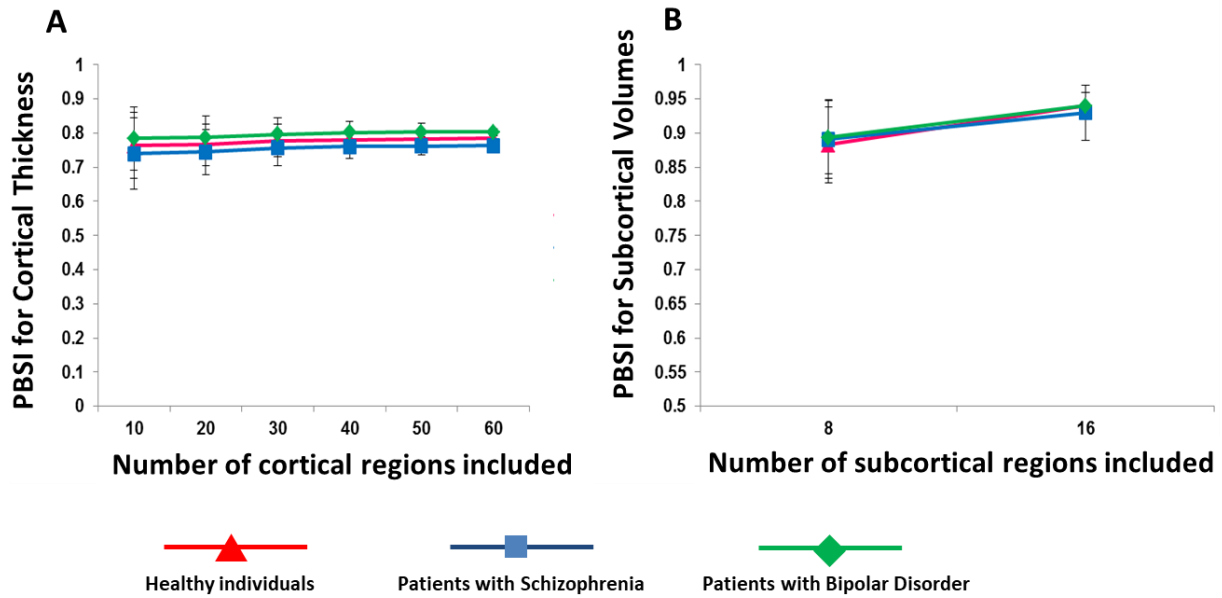 A
PBSI for Cortical Thickness
1
0.9
0.8
0.7
0.6
0.5
0.4
0.3
0.2
0.1
0
10 20 30 40 50 60
Number of cortical regions included
B
PBSI for Subcortical Volumes
1
0.95
0.9
0.85
0.8
0.75
0.7
0.65
0.6
0.55
0.5
8 16
Number of subcortical regions included
Healthy individuals
Patients with Schizophrenia
Patients with Bipolar Disorder